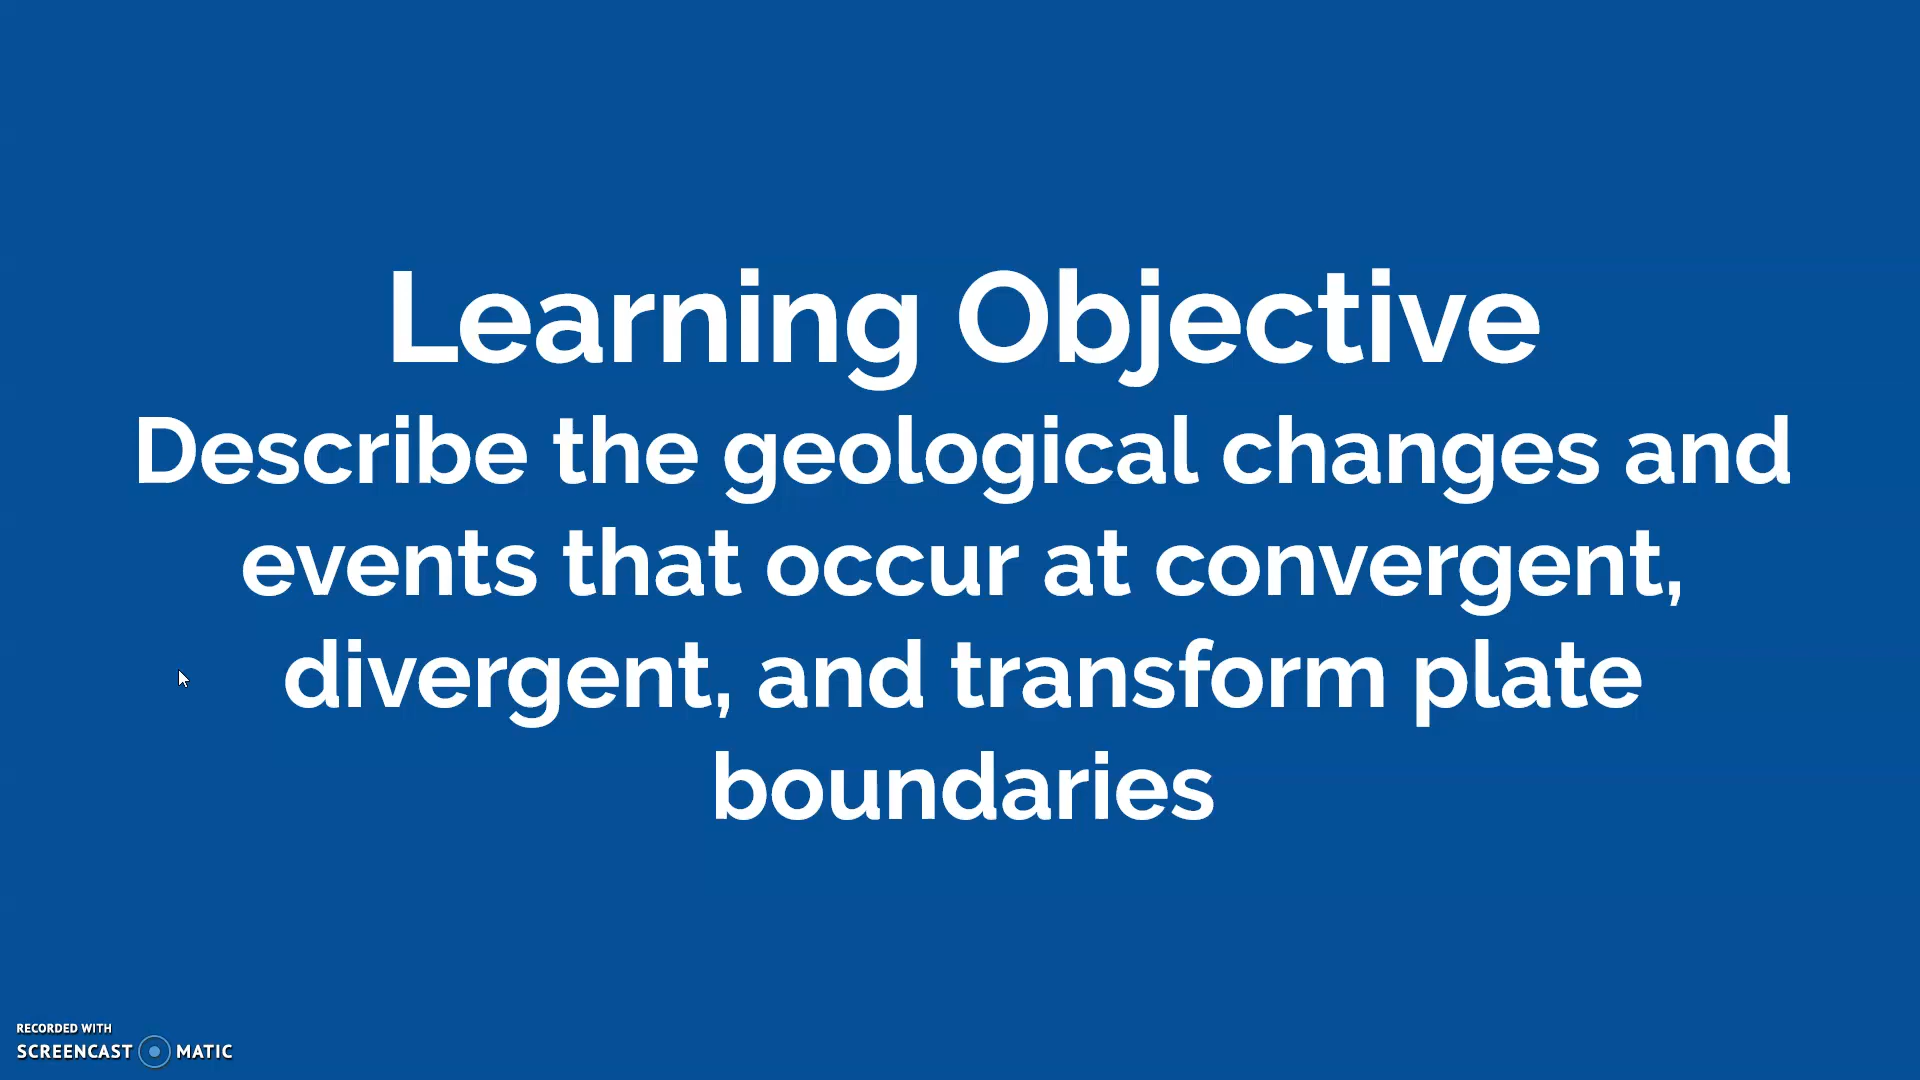 Learning Objective
Describe the geological changes and
events that occur at convergent,
divergent, and transform plate
boundaries
RECORDED WITH
SCREENCAST MATIC